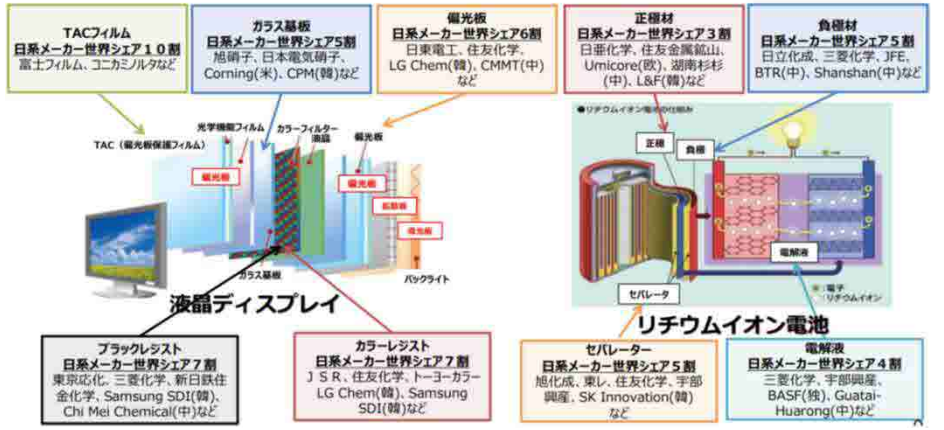 TACフィルム
日系メーカー世界シェア１０割
富士フィルム、コニカミノルタなど
ガラス基板
日系メーカー世界シェア5割
旭硝子、日本電気硝子、
Corning(米)、CPM(韓)など
偏光板
日系メーカー世界シェア6割
日東電工、住友化学、
LG Chem(韓)、CMMT(中)
など
正極材
日系メーカー世界シェア３割
日亜化学、住友金属鉱山、
Umicore(欧)、湖南杉杉
(中)、L&F(韓)など
負極材
日系メーカー世界シェア５割
日立化成、三菱化学、JFE、
BTR(中)、Shanshan(中)など
TAC（偏光板保護フィルム）
光学機能フィルム
カラーフィルター
液晶
偏光板
偏光板
偏光板
拡散板
導光板
ガラス基板
バックライト
液晶ディスプレイ
●リチウムイオン電池の仕組み
正極
負極
電解液
セパレータ
:電子
:リチウムイオン
リチウムイオン電池
ブラックレジスト
日系メーカー世界シェア７割
東京応化、三菱化学、新日鉄住
金化学、Samsung SDI(韓)、
Chi Mei Chemical(中)など
カラーレジスト
日系メーカー世界シェア７割
ＪＳＲ、住友化学、トーヨーカラー
LG Chem(韓)、Samsung
SDI(韓)など
セパレーター
日系メーカー世界シェア５割
旭化成、東レ、住友化学、宇部
興産、SK Innovation(韓)
など
電解液
日系メーカー世界シェア４割
三菱化学、宇部興産、
BASF(独)、Guatai-
Huarong(中)など